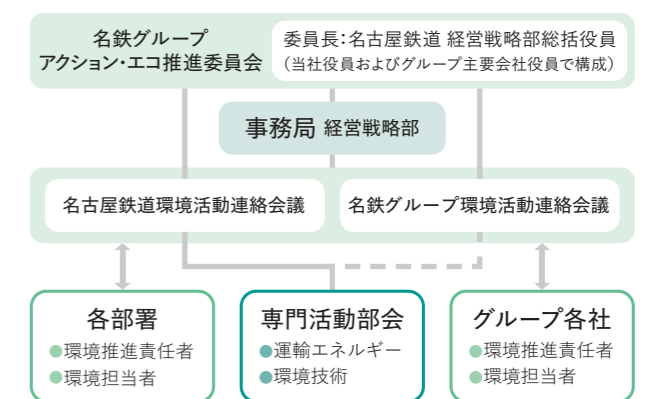 名鉄グループ
アクション・エコ推進委員会
委員長：名古屋鉄道 経営戦略部総括役員
（当社役員およびグループ主要会社役員で構成）
事務局 経営戦略部
名古屋鉄道環境活動連絡会議
名鉄グループ環境活動連絡会議
各部署
●環境推進責任者
●環境担当者
専門活動部会
●運輸エネルギー
●環境技術
グループ各社
●環境推進責任者
●環境担当者